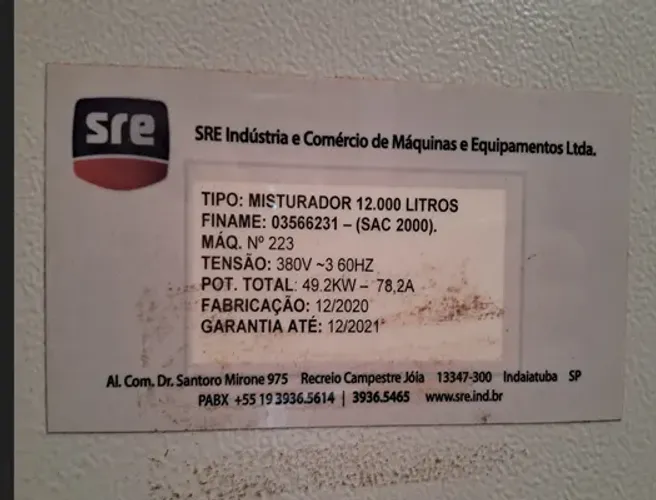 sre
SRE Indústria e Comércio de Máquinas e Equipamentos Ltda.
TIPO: MISTURADOR 12.000 LITROS
FINAME: 03566231 – (SAC 2000).
MÁQ. Nº 223
TENSÃO: 380V ~3 60HZ
POT. TOTAL: 49.2KW – 78,2A
FABRICAÇÃO: 12/2020
GARANTIA ATÉ: 12/2021
Al. Com. Dr. Santoro Mirone 975 Recreio Campestre Jóia 13347-300 Indaiatuba SP
PABX +55 19 3936.5614 | 3936.5465 www.sre.ind.br